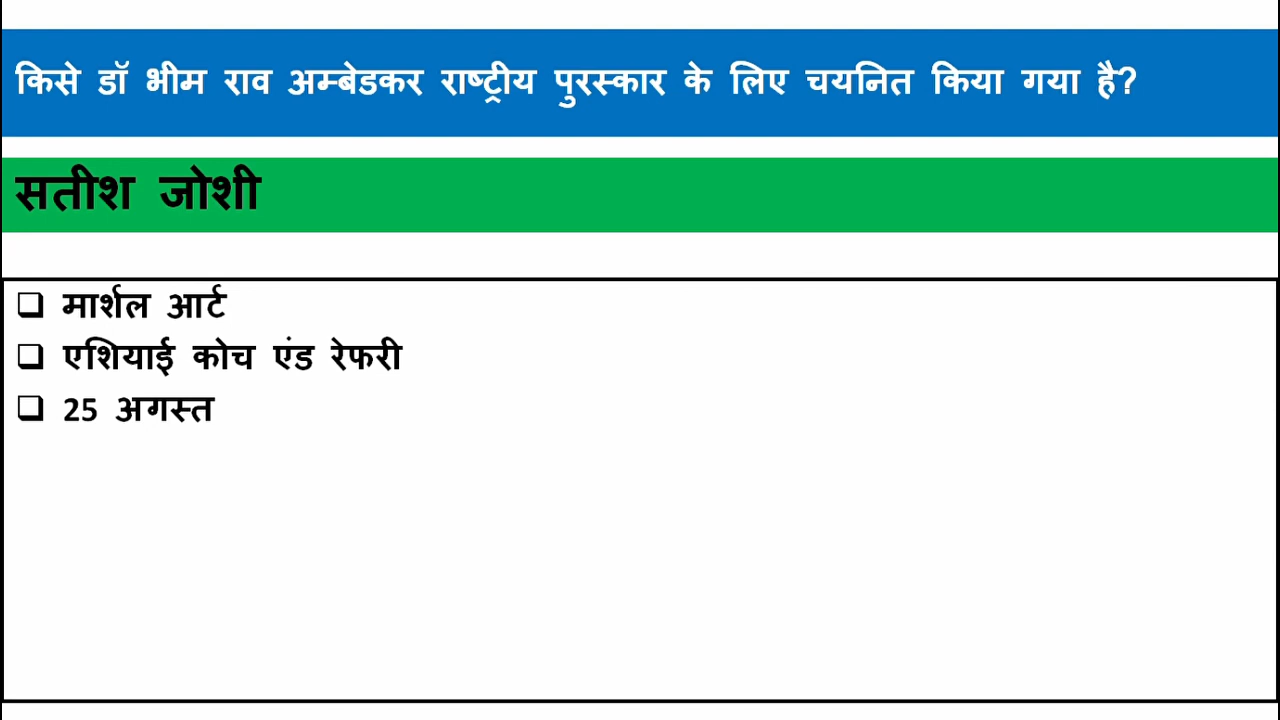 किसे डॉ भीम राव अम्बेडकर राष्ट्रीय पुरस्कार के लिए चयनित किया गया है?
सतीश जोशी
❑ मार्शल आर्ट
❑ एशियाई कोच एंड रेफरी
❑ 25 अगस्त